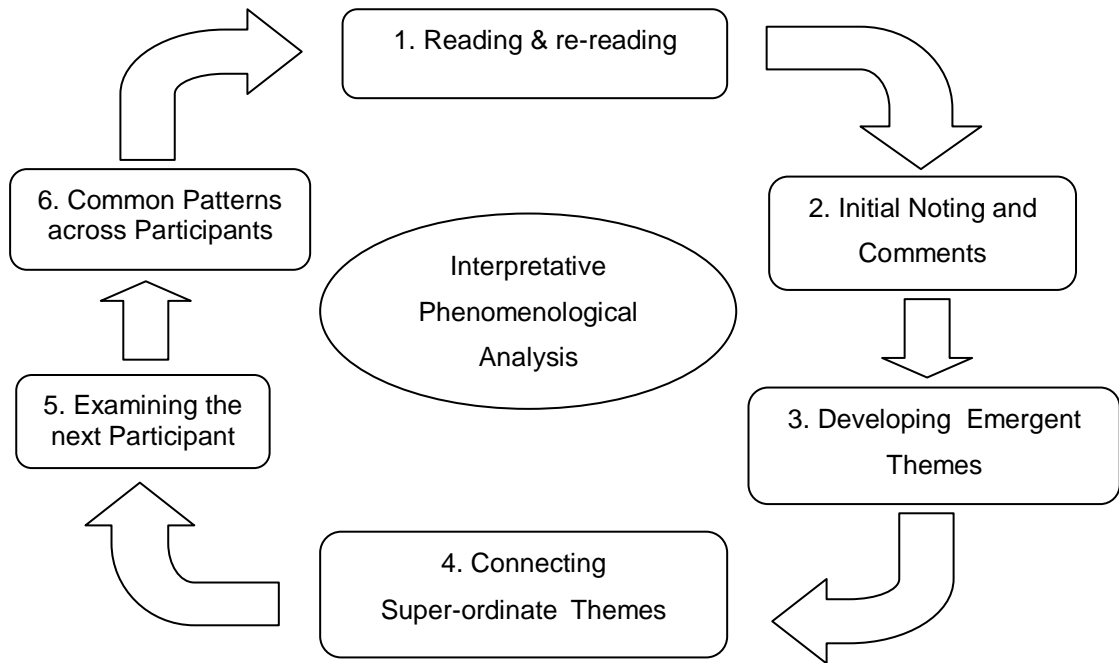 1. Reading & re-reading
2. Initial Noting and
Comments
3. Developing Emergent
Themes
4. Connecting
Super-ordinate Themes
5. Examining the
next Participant
6. Common Patterns
across Participants
Interpretative
Phenomenological
Analysis